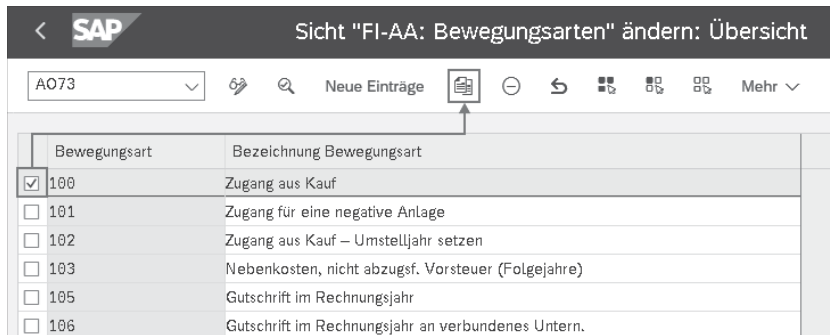 SAP Sicht "FI-AA: Bewegungsarten" ändern: Übersicht
AO73 Neue Einträge Mehr
Bewegungsart Bezeichnung Bewegungsart
100 Zugang aus Kauf
101 Zugang für eine negative Anlage
102 Zugang aus Kauf – Umstelljahr setzen
103 Nebenkosten, nicht abzugsf. Vorsteuer (Folgejahre)
105 Gutschrift im Rechnungsjahr
106 Gutschrift im Rechnungsjahr an verbundenes Untern.